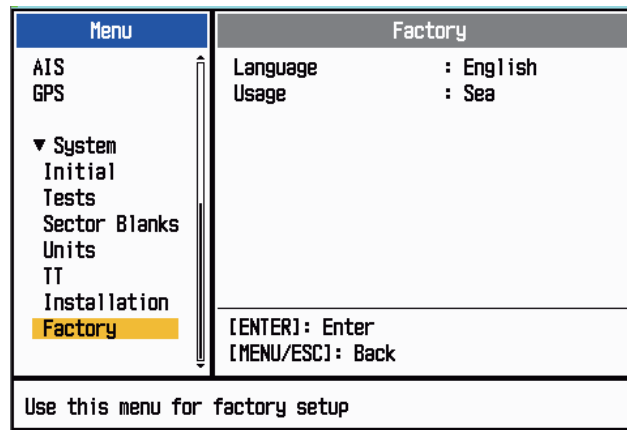 Menu
AIS
GPS
▼ System
Initial
Tests
Sector Blanks
Units
TT
Installation
Factory
Factory
Language : English
Usage : Sea
[ENTER]: Enter
[MENU/ESC]: Back
Use this menu for factory setup